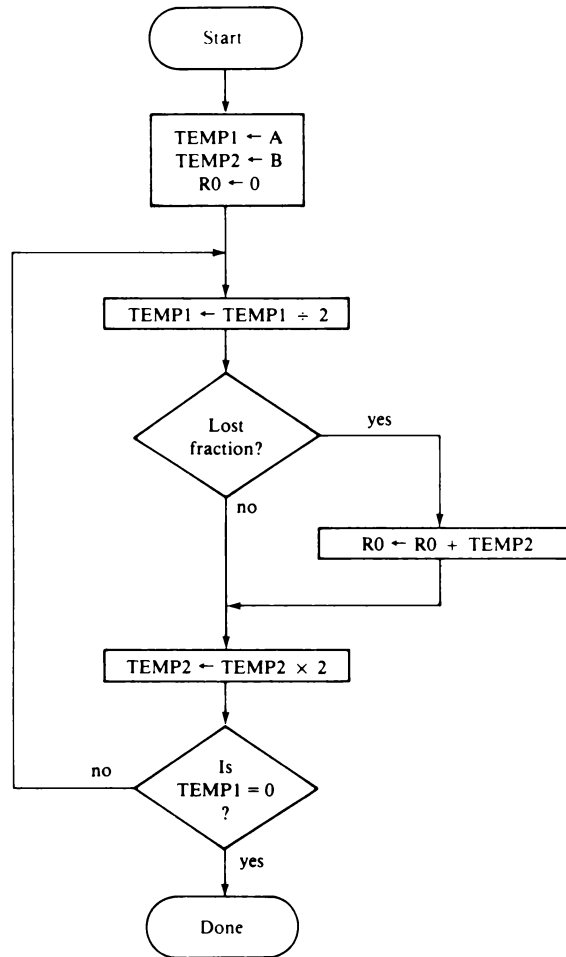 Start
TEMP1 ← A
TEMP2 ← B
R0 ← 0
TEMP1 ← TEMP1 ÷ 2
Lost
fraction?
yes
no
R0 ← R0 + TEMP2
TEMP2 ← TEMP2 × 2
Is
TEMP1 = 0
?
no
yes
Done